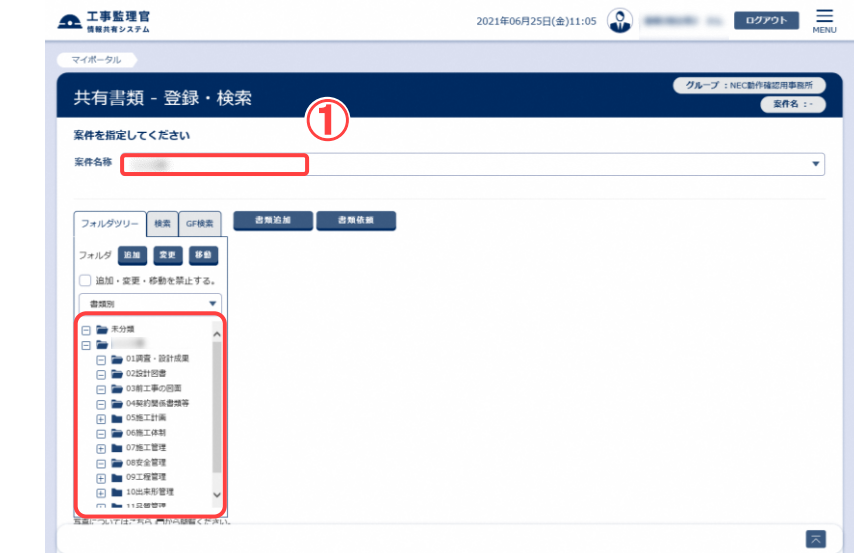 工事監理官
情報共有システム
2021年06月25日(金)11:05
ログアウト
MENU
マイポータル
共有書類 - 登録・検索
グループ ：NEC動作確認用事務所
案件名 ：-
①
案件を指定してください
案件名称
フォルダツリー
検索
GF検索
書類追加
書類依頼
フォルダ
追加
変更
移動
追加・変更・移動を禁止する。
書類別
未分類
01調査・設計成果
02設計図書
03前工事の図面
04契約関係書類等
05施工計画
06施工体制
07施工管理
08安全管理
09工程管理
10出来形管理
11品質管理